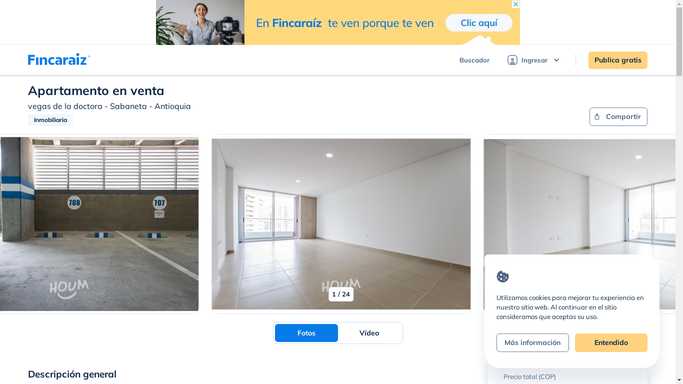 En Fincaraíz te ven porque te ven
Clic aquí
Fincaraíz
Buscador
Ingresar
Publica gratis
Apartamento en venta
vegas de la doctora - Sabaneta - Antioquia
Inmobiliaria
Compartir
708
707
HOUM
HOUM
1 / 24
Utilizamos cookies para mejorar tu experiencia en
nuestro sitio web. Al continuar en el sitio
consideramos que aceptas su uso.
Más información
Entendido
Fotos
Vídeo
Descripción general
Precio total (COP)